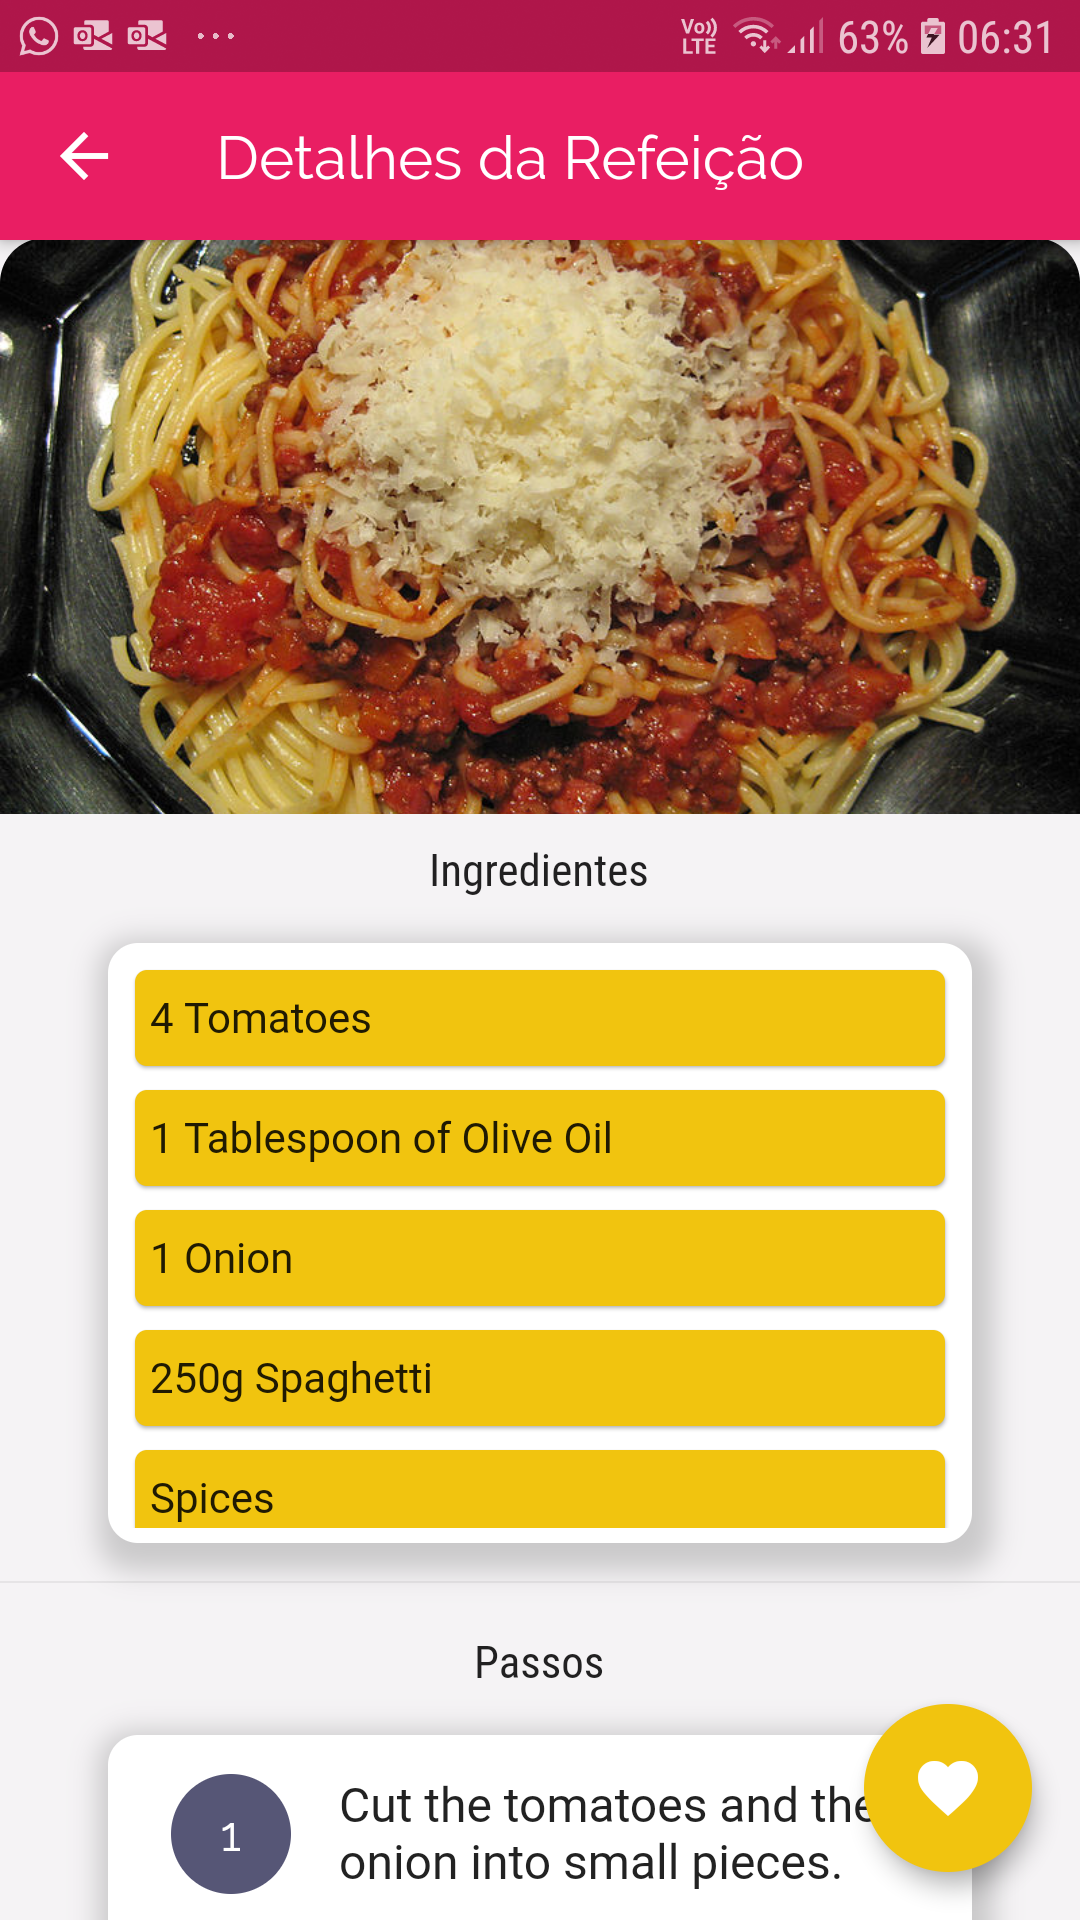 Vo)) LTE 63% 06:31
Detalhes da Refeição
Ingredientes
4 Tomatoes
1 Tablespoon of Olive Oil
1 Onion
250g Spaghetti
Spices
Passos
1
Cut the tomatoes and the
onion into small pieces.